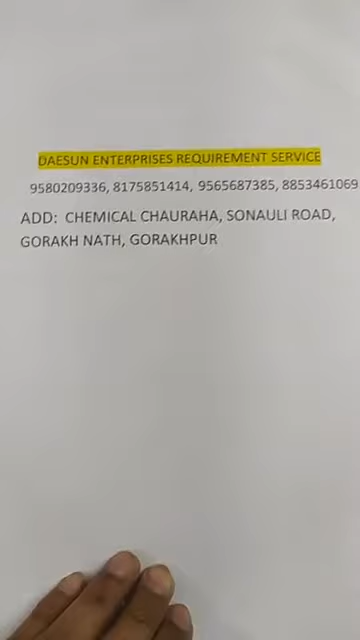 DAESUN ENTERPRISES REQUIREMENT SERVICE
9580209336, 8175851414, 9565687385, 8853461069
ADD: CHEMICAL CHAURAHA, SONAULI ROAD,
GORAKH NATH, GORAKHPUR